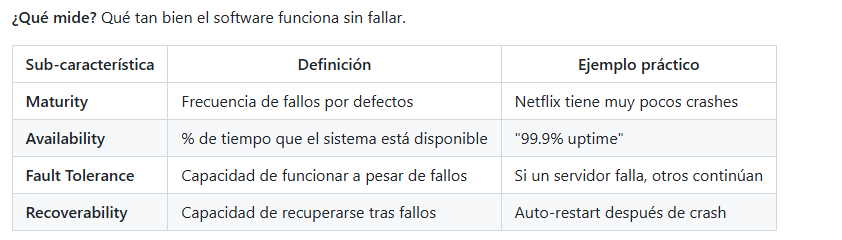 ¿Qué mide? Qué tan bien el software funciona sin fallar.
Sub-característica Definición Ejemplo práctico
Maturity Frecuencia de fallos por defectos Netflix tiene muy pocos crashes
Availability % de tiempo que el sistema está disponible "99.9% uptime"
Fault Tolerance Capacidad de funcionar a pesar de fallos Si un servidor falla, otros continúan
Recoverability Capacidad de recuperarse tras fallos Auto-restart después de crash